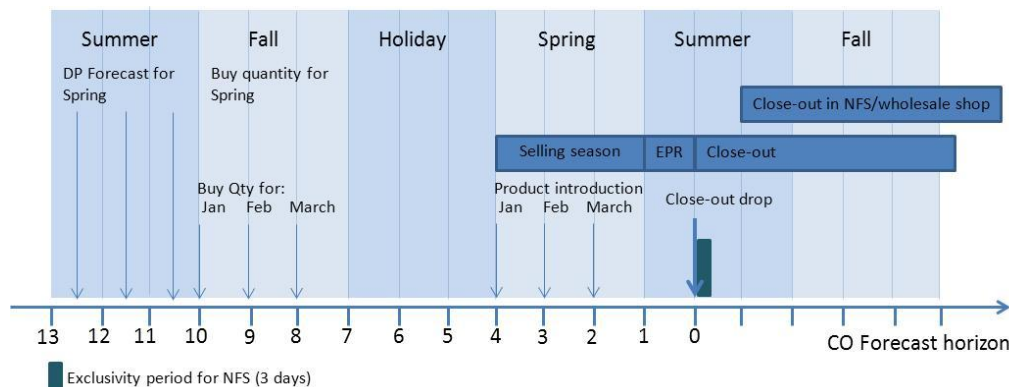 Summer Fall Holiday Spring Summer Fall
DP Forecast for
Spring
Buy quantity for
Spring
Close-out in NFS/wholesale shop
Selling season EPR Close-out
Buy Qty for:
Jan Feb March
Product introduction
Jan Feb March
Close-out drop
13 12 11 10 9 8 7 6 5 4 3 2 1 0
CO Forecast horizon
Exclusivity period for NFS (3 days)